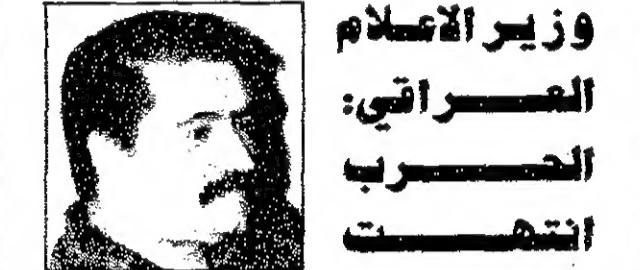 وزير الاعلام
العراقي:
الحرب
انتهت